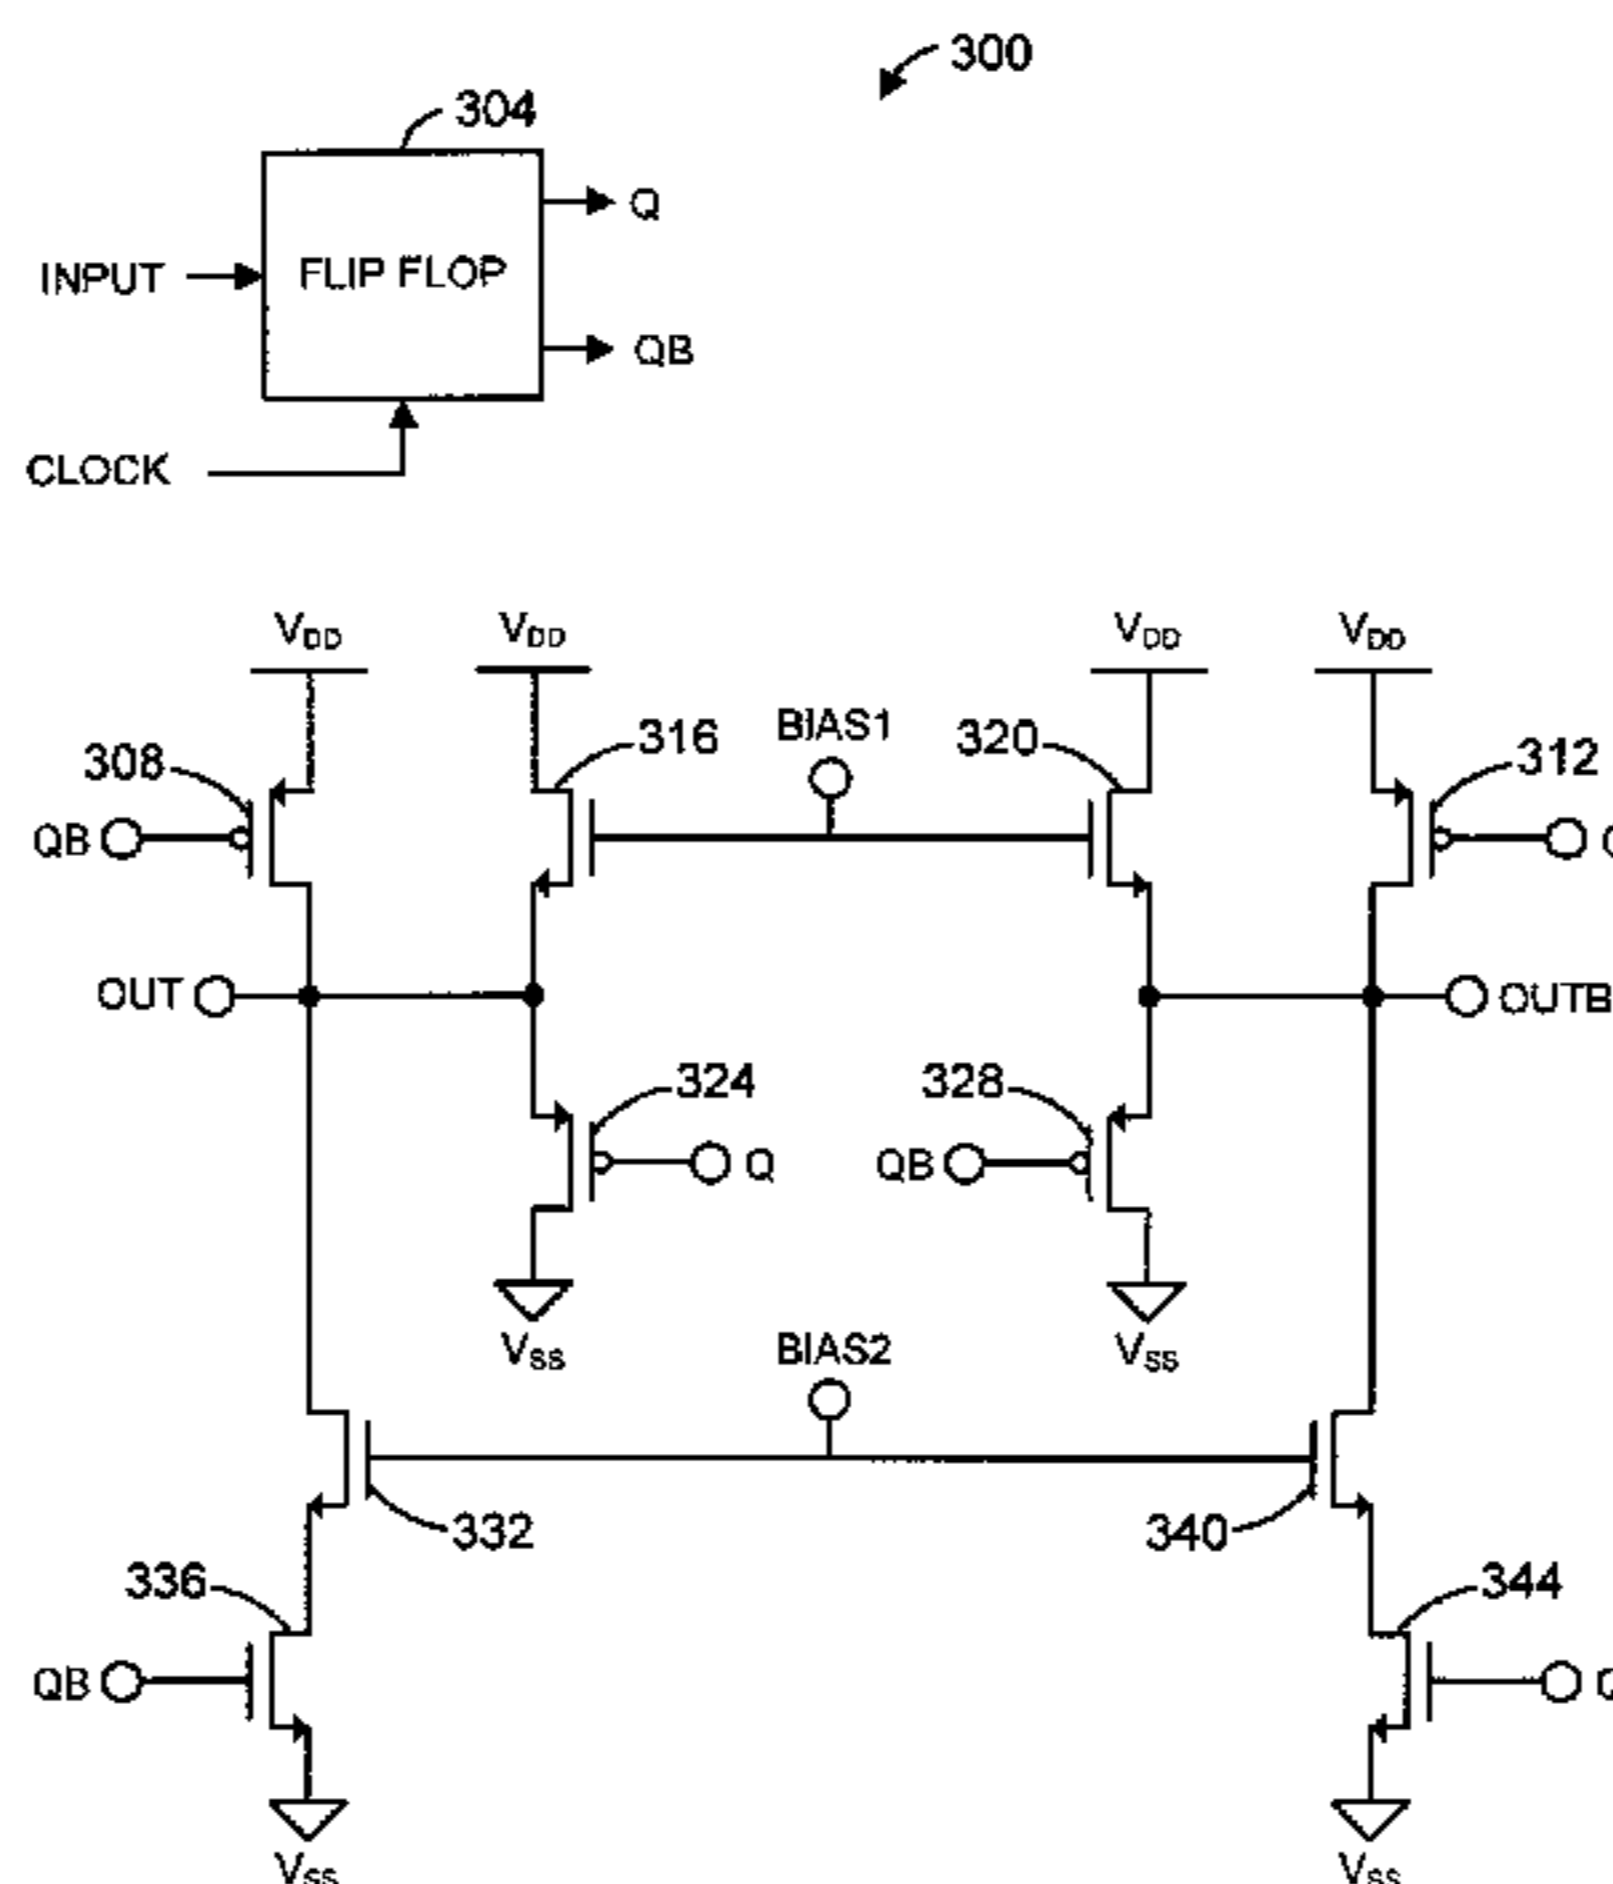 300
304
Q
INPUT
FLIP FLOP
QB
CLOCK
VDD
VDD
VDD
VDD
308
316
BIAS1
320
312
QB
OUT
OUTB
324
328
Q
QB
VSS
BIAS2
VSS
332
340
336
344
QB
VSS
VSS